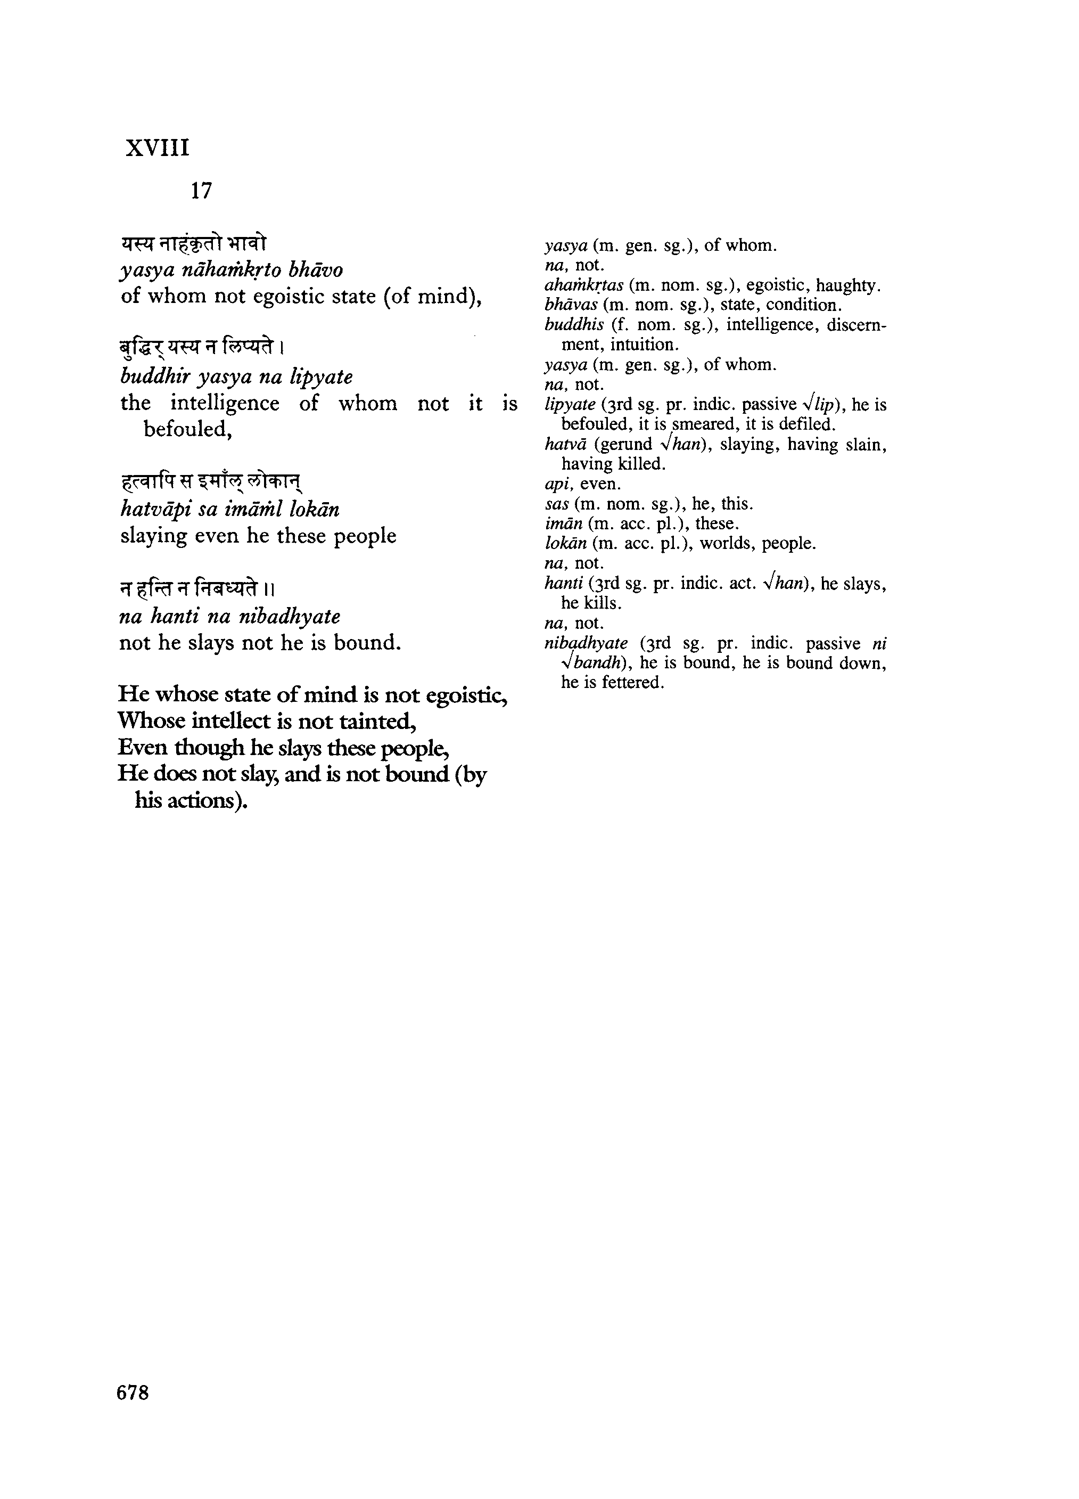 XVIII
17
यस्य नाहंकृतो भावो
yasya nāhaṁkṛto bhāvo
of whom not egoistic state (of mind),
बुद्धिर् यस्य न लिप्यते ।
buddhir yasya na lipyate
the intelligence of whom not it is
befouled,
हत्वापि स इमाँल् लोकान्
hatvāpi sa imāṁl lokān
slaying even he these people
न हन्ति न निबध्यते ॥
na hanti na nibadhyate
not he slays not he is bound.
He whose state of mind is not egoistic,
Whose intellect is not tainted,
Even though he slays these people,
He does not slay, and is not bound (by
his actions).
yasya (m. gen. sg.), of whom.
na, not.
ahaṁkṛtas (m. nom. sg.), egoistic, haughty.
bhāvas (m. nom. sg.), state, condition.
buddhis (f. nom. sg.), intelligence, discern-
ment, intuition.
yasya (m. gen. sg.), of whom.
na, not.
lipyate (3rd sg. pr. indic. passive √lip), he is
befouled, it is smeared, it is defiled.
hatvā (gerund √han), slaying, having slain,
having killed.
api, even.
sas (m. nom. sg.), he, this.
imān (m. acc. pl.), these.
lokān (m. acc. pl.), worlds, people.
na, not.
hanti (3rd sg. pr. indic. act. √han), he slays,
he kills.
na, not.
nibadhyate (3rd sg. pr. indic. passive ni
√bandh), he is bound, he is bound down,
he is fettered.
678